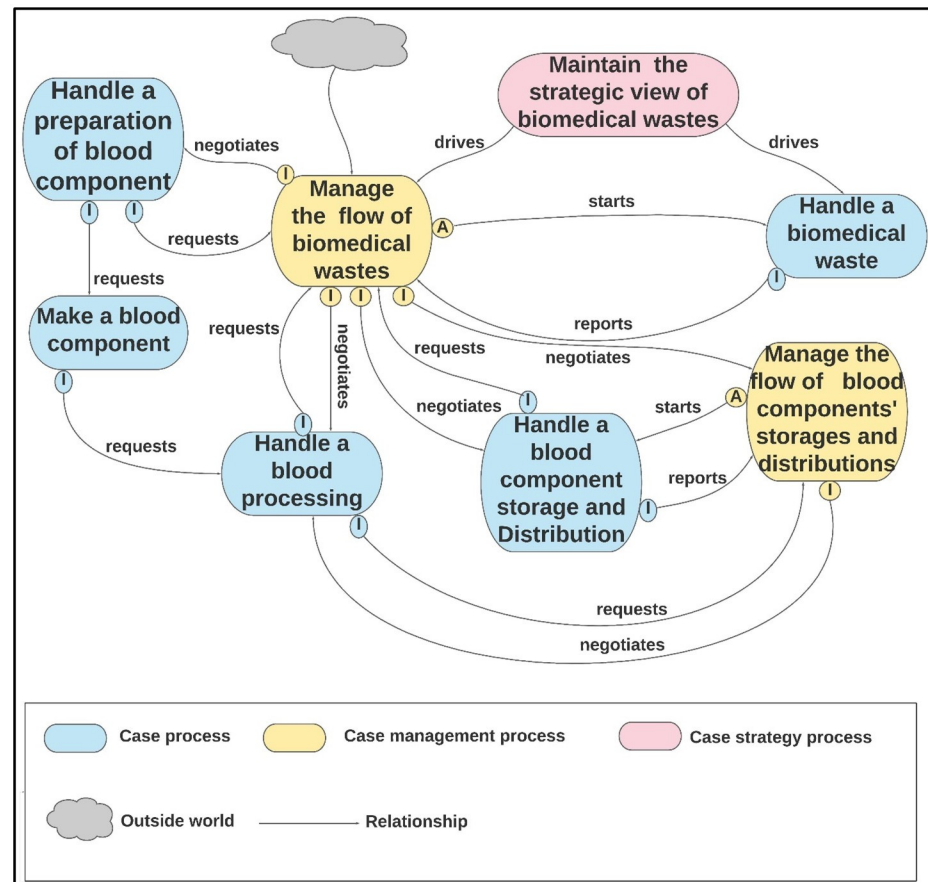 Handle a
preparation
of blood
component
negotiates
I
Maintain the
strategic view of
biomedical wastes
drives
drives
Manage
the flow of
biomedical
wastes
A
starts
Handle a
biomedical
waste
I
I
I
requests
requests
Make a blood
component
I
I
I
I
reports
requests
negotiates
requests
negotiates
Manage the
flow of blood
components'
storages and
distributions
A
I
negotiates
starts
I
requests
I
Handle a
blood
processing
I
Handle a
blood
component
storage and
Distribution
reports
I
I
requests
negotiates
Case process
Case management process
Case strategy process
Outside world
Relationship